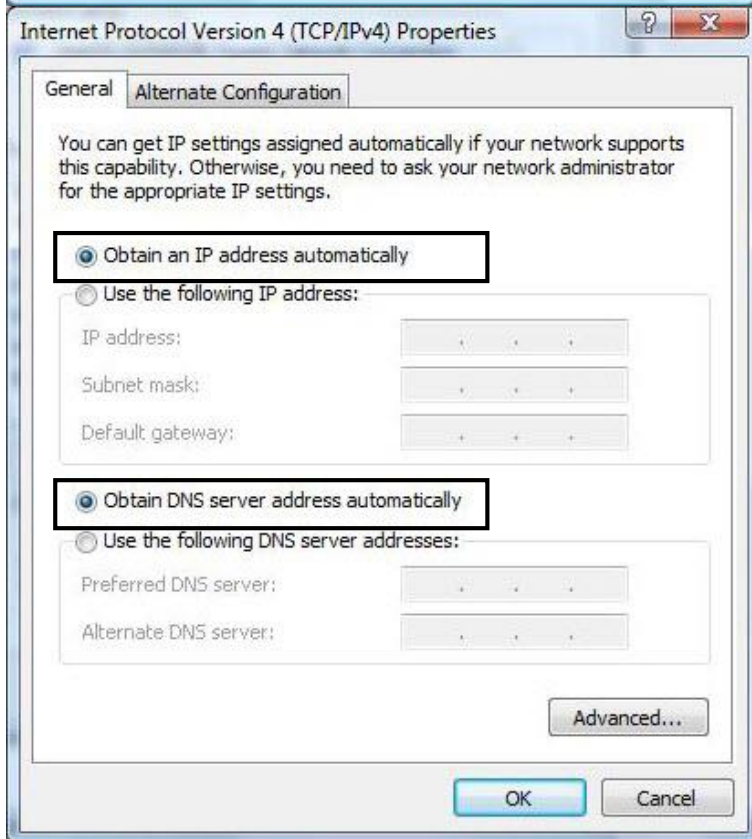 Internet Protocol Version 4 (TCP/IPv4) Properties
General
Alternate Configuration
You can get IP settings assigned automatically if your network supports
this capability. Otherwise, you need to ask your network administrator
for the appropriate IP settings.
Obtain an IP address automatically
Use the following IP address:
IP address:
Subnet mask:
Default gateway:
Obtain DNS server address automatically
Use the following DNS server addresses:
Preferred DNS server:
Alternate DNS server:
Advanced...
OK
Cancel